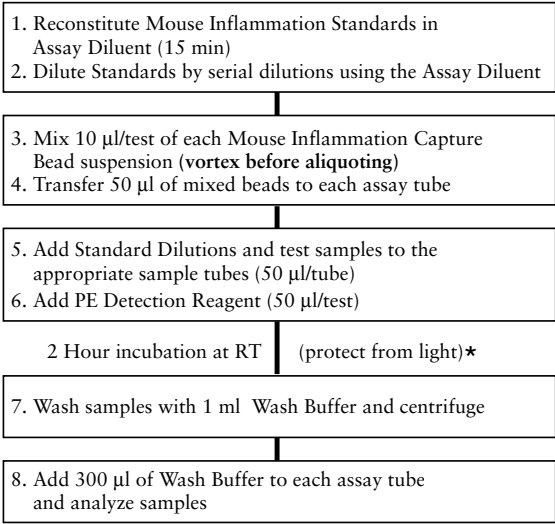 1. Reconstitute Mouse Inflammation Standards in
Assay Diluent (15 min)
2. Dilute Standards by serial dilutions using the Assay Diluent
3. Mix 10 µl/test of each Mouse Inflammation Capture
Bead suspension (vortex before aliquoting)
4. Transfer 50 µl of mixed beads to each assay tube
5. Add Standard Dilutions and test samples to the
appropriate sample tubes (50 µl/tube)
6. Add PE Detection Reagent (50 µl/test)
2 Hour incubation at RT (protect from light)*
7. Wash samples with 1 ml Wash Buffer and centrifuge
8. Add 300 µl of Wash Buffer to each assay tube
and analyze samples